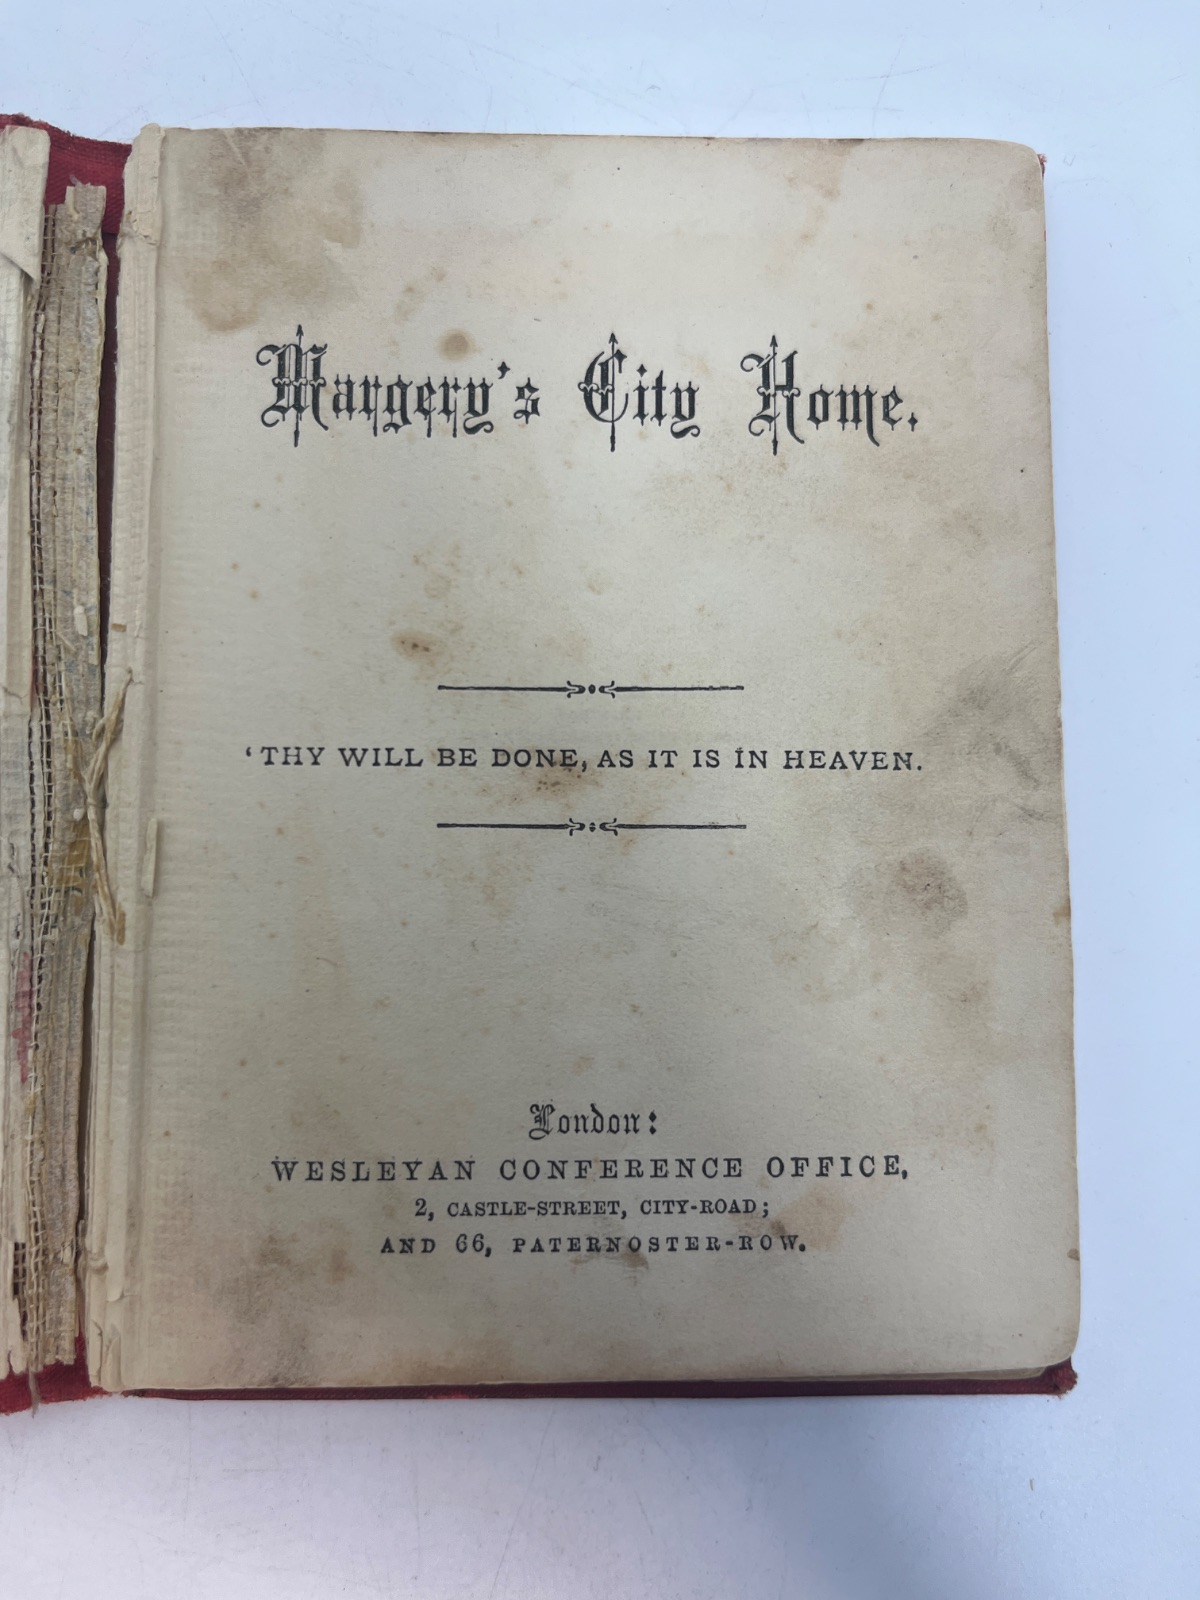 Margery's City Home.
‘THY WILL BE DONE, AS IT IS IN HEAVEN.
London:
WESLEYAN CONFERENCE OFFICE,
2, CASTLE-STREET, CITY-ROAD;
AND 66, PATERNOSTER-ROW.